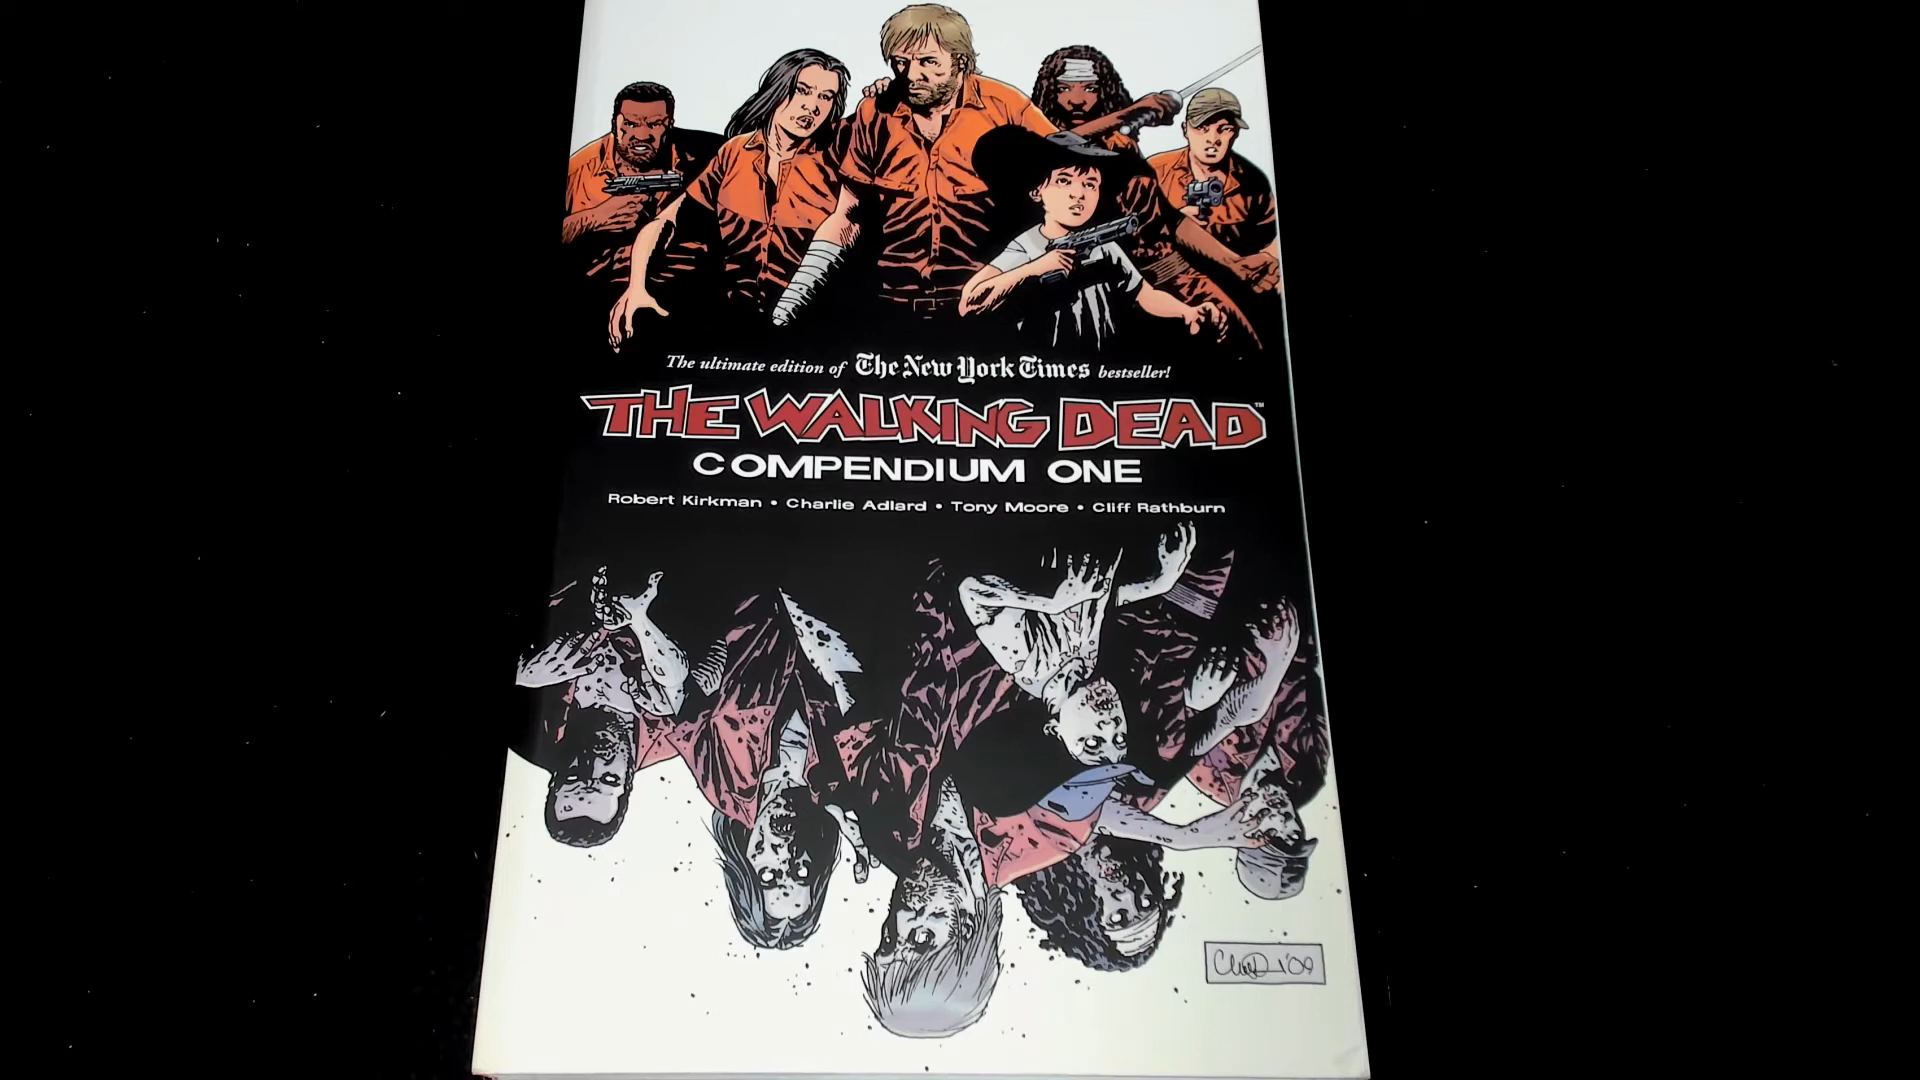 The ultimate edition of The New York Times bestseller!
THE WALKING DEAD™
COMPENDIUM ONE
Robert Kirkman • Charlie Adlard • Tony Moore • Cliff Rathburn